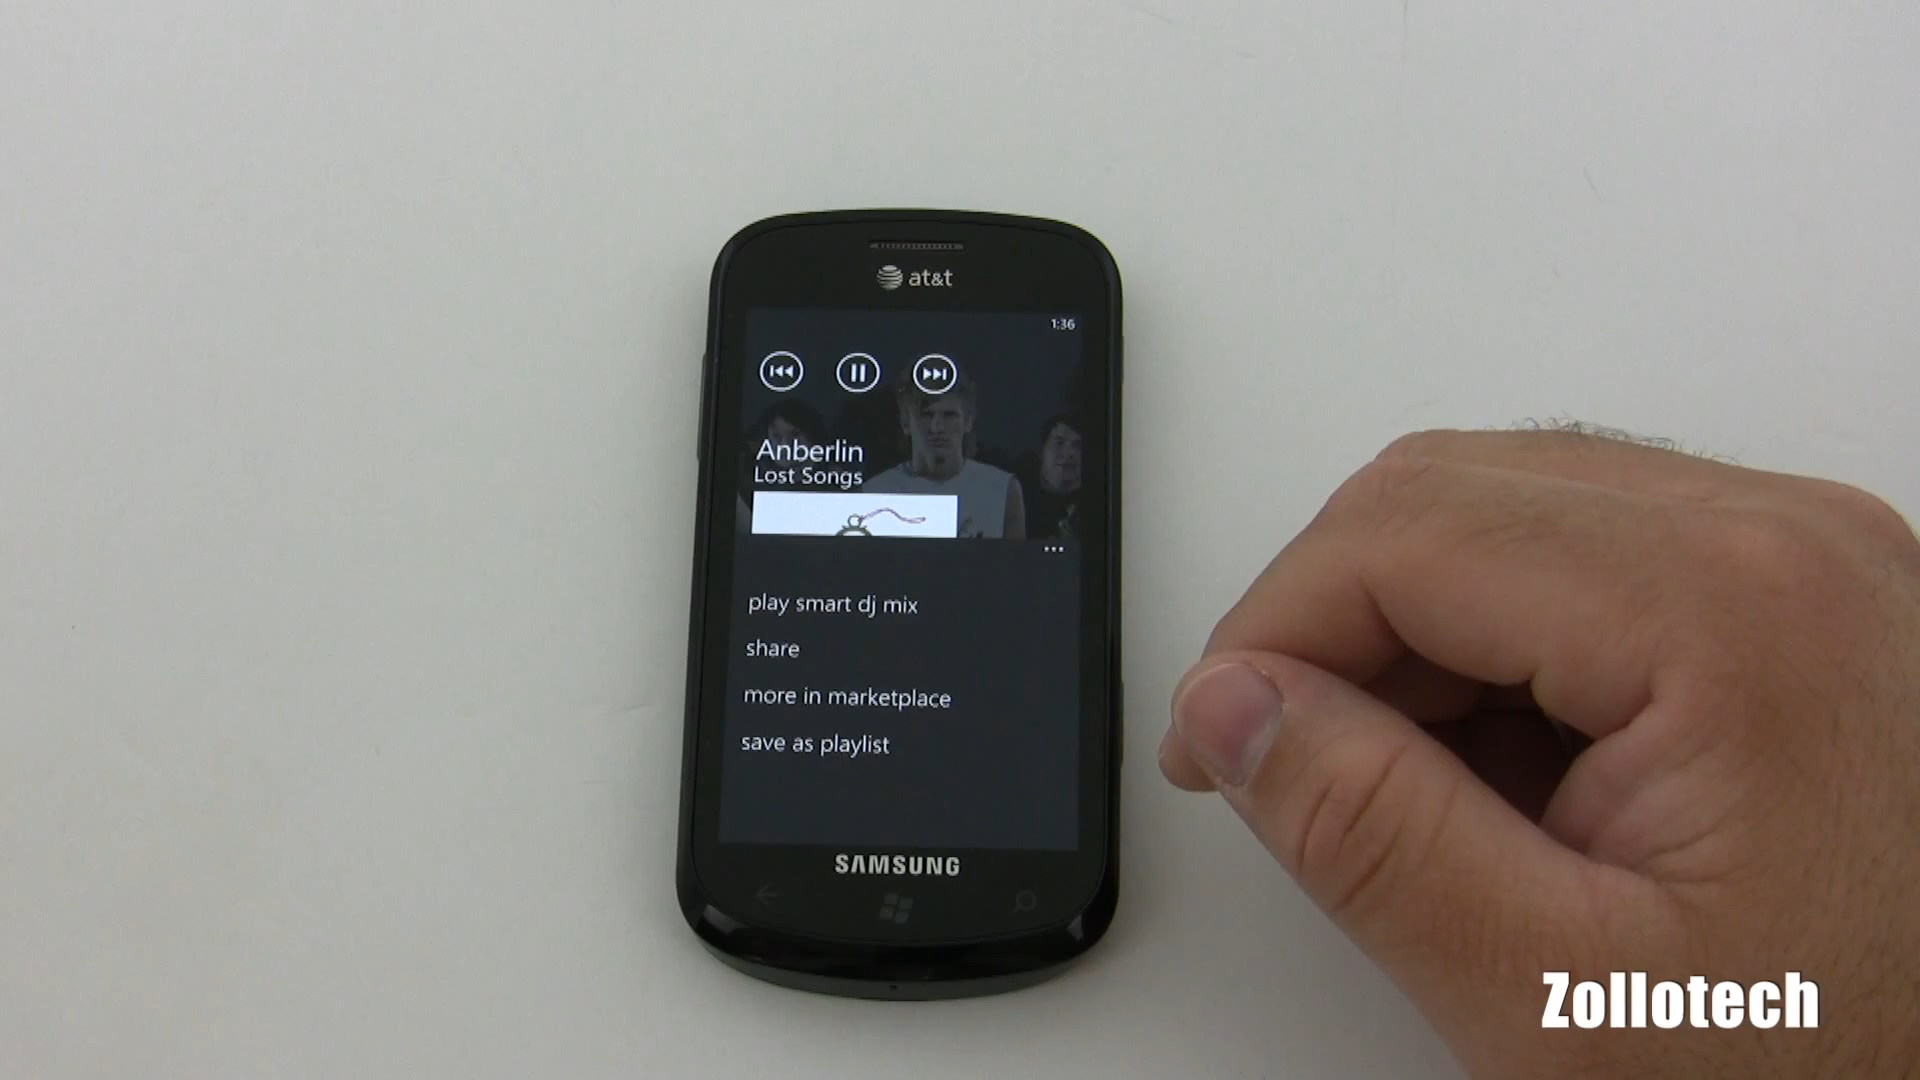 at&t
1:36
Anberlin
Lost Songs
play smart dj mix
share
more in marketplace
save as playlist
SAMSUNG
Zollotech